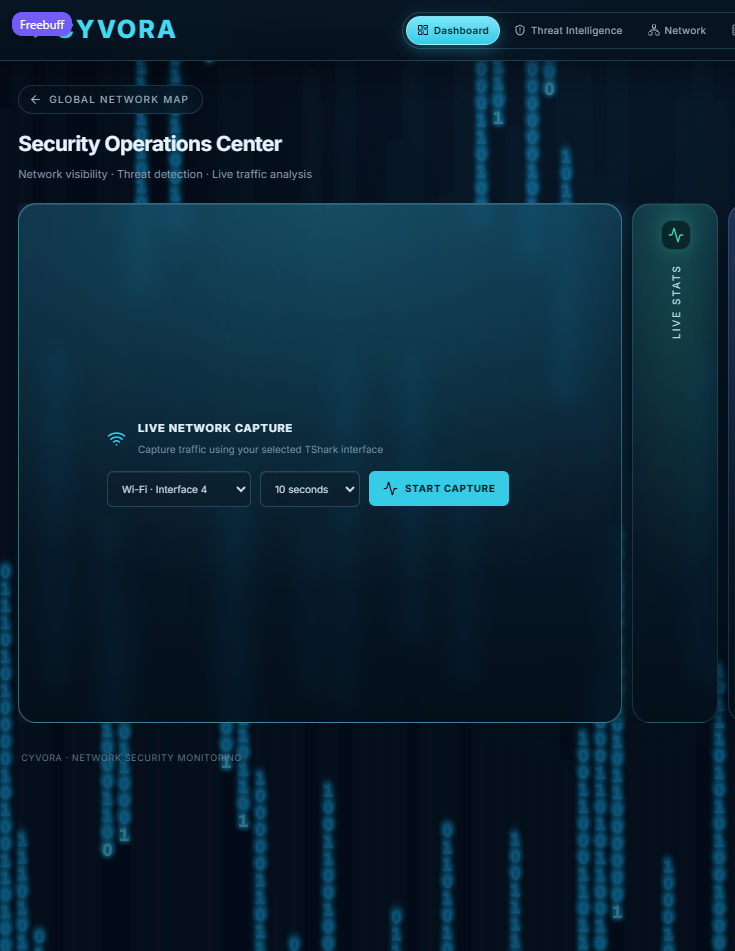 Freebuff
CYVORA
Dashboard
Threat Intelligence
Network
GLOBAL NETWORK MAP
Security Operations Center
Network visibility · Threat detection · Live traffic analysis
LIVE STATS
LIVE NETWORK CAPTURE
Capture traffic using your selected TShark interface
Wi-Fi · Interface 4
10 seconds
START CAPTURE
CYVORA · NETWORK SECURITY MONITORING